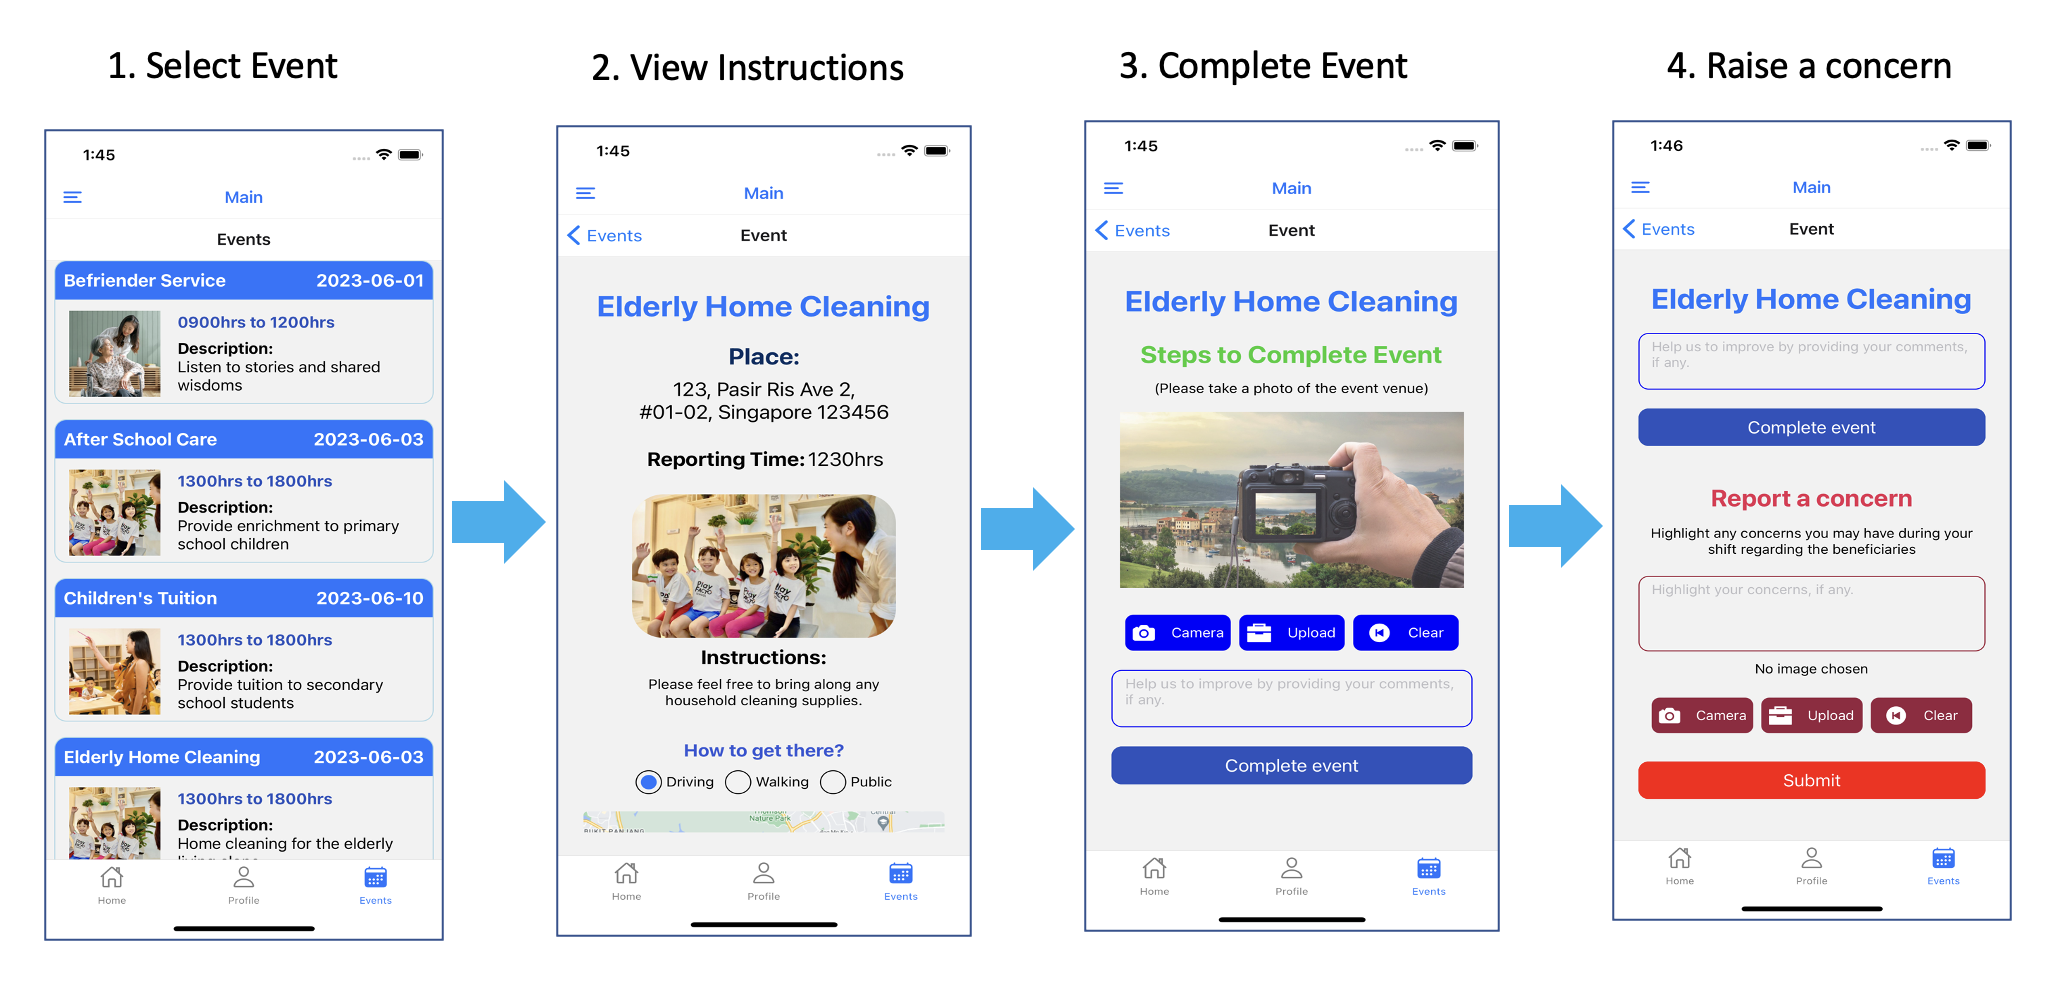 1. Select Event
1:45
Main
Events
Befriender Service 2023-06-01
0900hrs to 1200hrs
Description:
Listen to stories and shared
wisdoms
After School Care 2023-06-03
1300hrs to 1800hrs
Description:
Provide enrichment to primary
school children
Children's Tuition 2023-06-10
1300hrs to 1800hrs
Description:
Provide tuition to secondary
school students
Elderly Home Cleaning 2023-06-03
1300hrs to 1800hrs
Description:
Home cleaning for the elderly
Home Profile Events
2. View Instructions
1:45
Main
Events Event
Elderly Home Cleaning
Place:
123, Pasir Ris Ave 2,
#01-02, Singapore 123456
Reporting Time: 1230hrs
Instructions:
Please feel free to bring along any
household cleaning supplies.
How to get there?
Driving Walking Public
Nature Park
Home Profile Events
3. Complete Event
1:45
Main
Events Event
Elderly Home Cleaning
Steps to Complete Event
(Please take a photo of the event venue)
Camera Upload Clear
Help us to improve by providing your comments,
if any.
Complete event
Home Profile Events
4. Raise a concern
1:46
Main
Events Event
Elderly Home Cleaning
Help us to improve by providing your comments,
if any.
Complete event
Report a concern
Highlight any concerns you may have during your
shift regarding the beneficiaries
Highlight your concerns, if any.
No image chosen
Camera Upload Clear
Submit
Home Profile Events